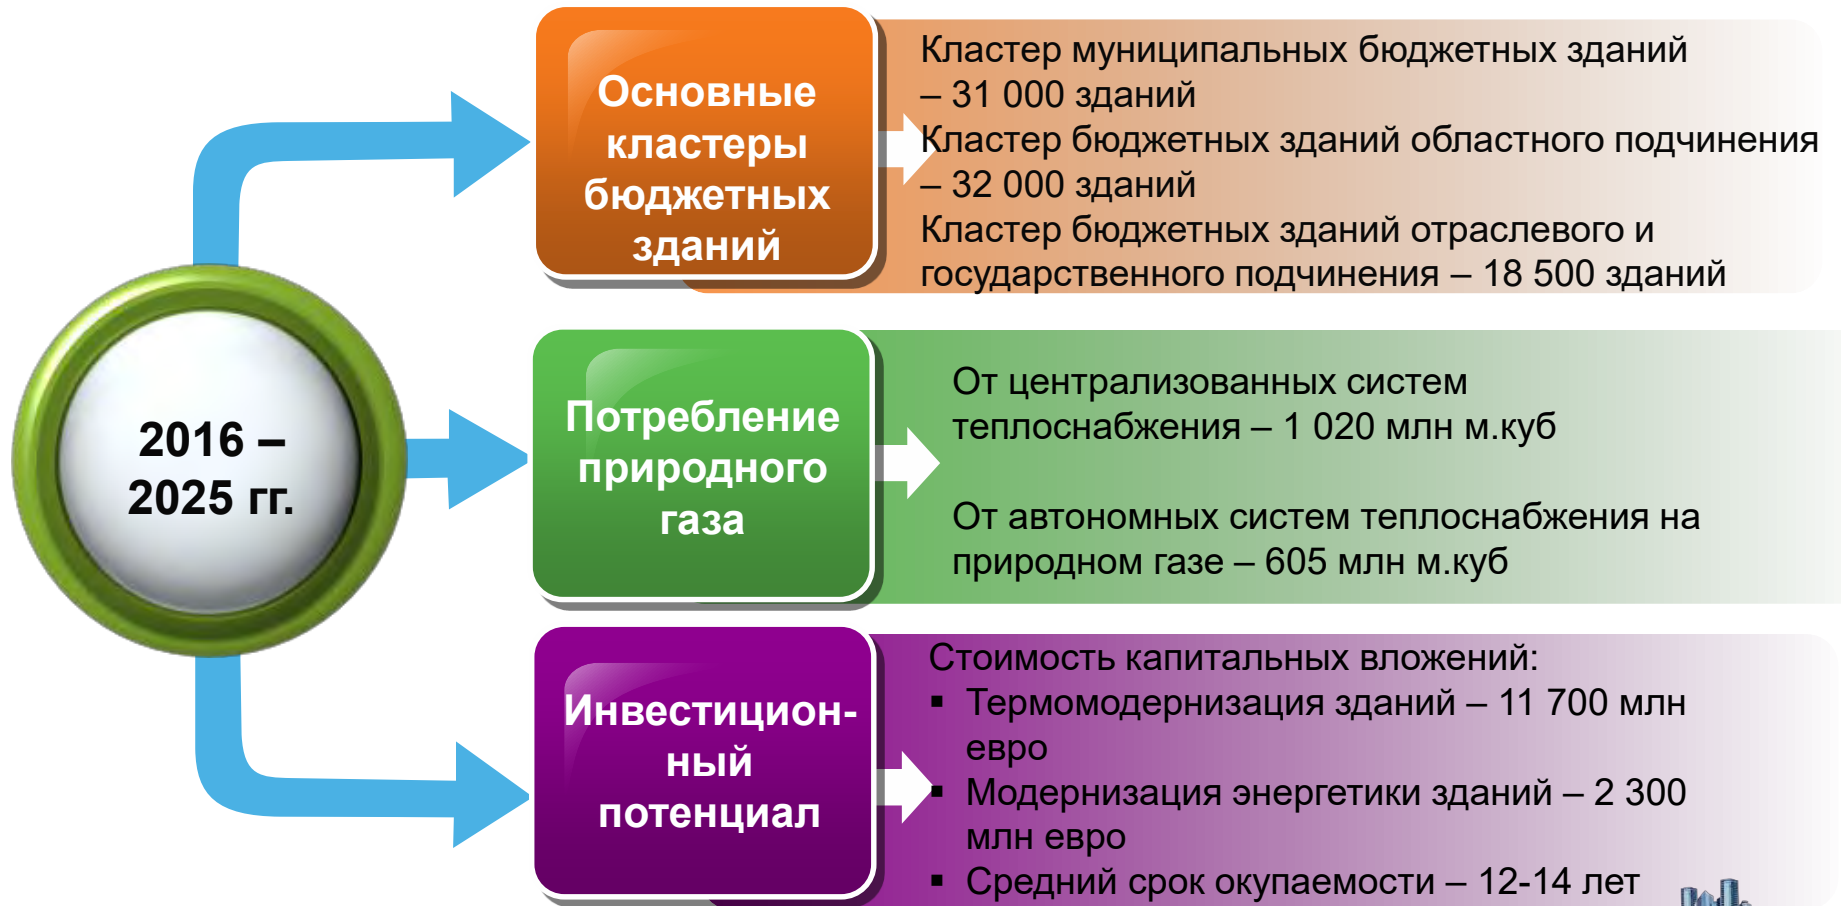 2016 –
2025 гг.
Основные
кластеры
бюджетных
зданий
Кластер муниципальных бюджетных зданий
– 31 000 зданий
Кластер бюджетных зданий областного подчинения
– 32 000 зданий
Кластер бюджетных зданий отраслевого и
государственного подчинения – 18 500 зданий
Потребление
природного
газа
От централизованных систем
теплоснабжения – 1 020 млн м.куб
От автономных систем теплоснабжения на
природном газе – 605 млн м.куб
Инвестицион-
ный
потенциал
Стоимость капитальных вложений:
▪ Термомодернизация зданий – 11 700 млн
евро
▪ Модернизация энергетики зданий – 2 300
млн евро
▪ Средний срок окупаемости – 12-14 лет